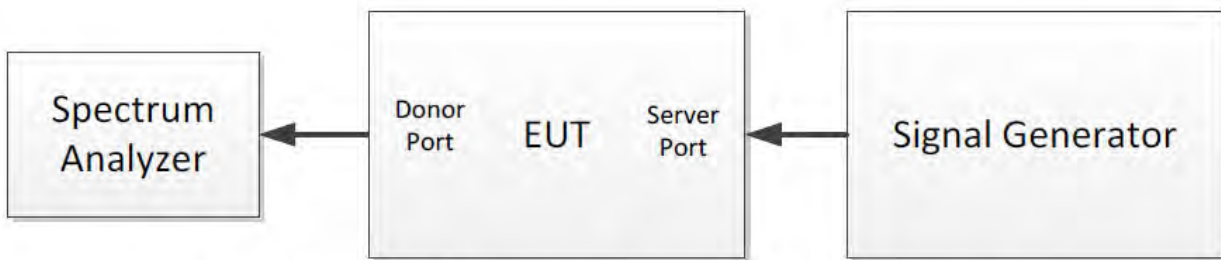 Spectrum
Analyzer
Donor
Port
EUT
Server
Port
Signal Generator